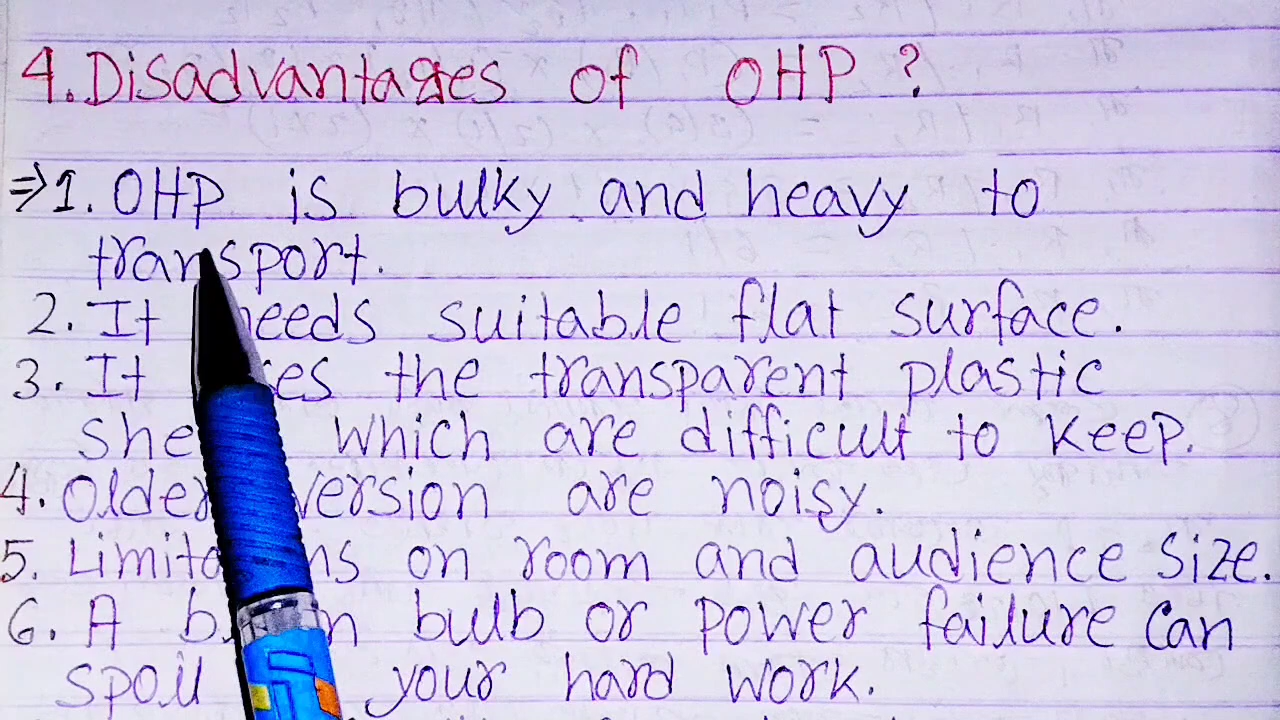 4. Disadvantages of OHP ?
⇒ 1. OHP is bulky and heavy to
transport.
2. It needs suitable flat surface.
3. It the transparent plastic
which are difficult to keep.
4. Older version are noisy.
5. Limitations on room and audience size.
6. A bulb or power failure can
spoil your hard work.